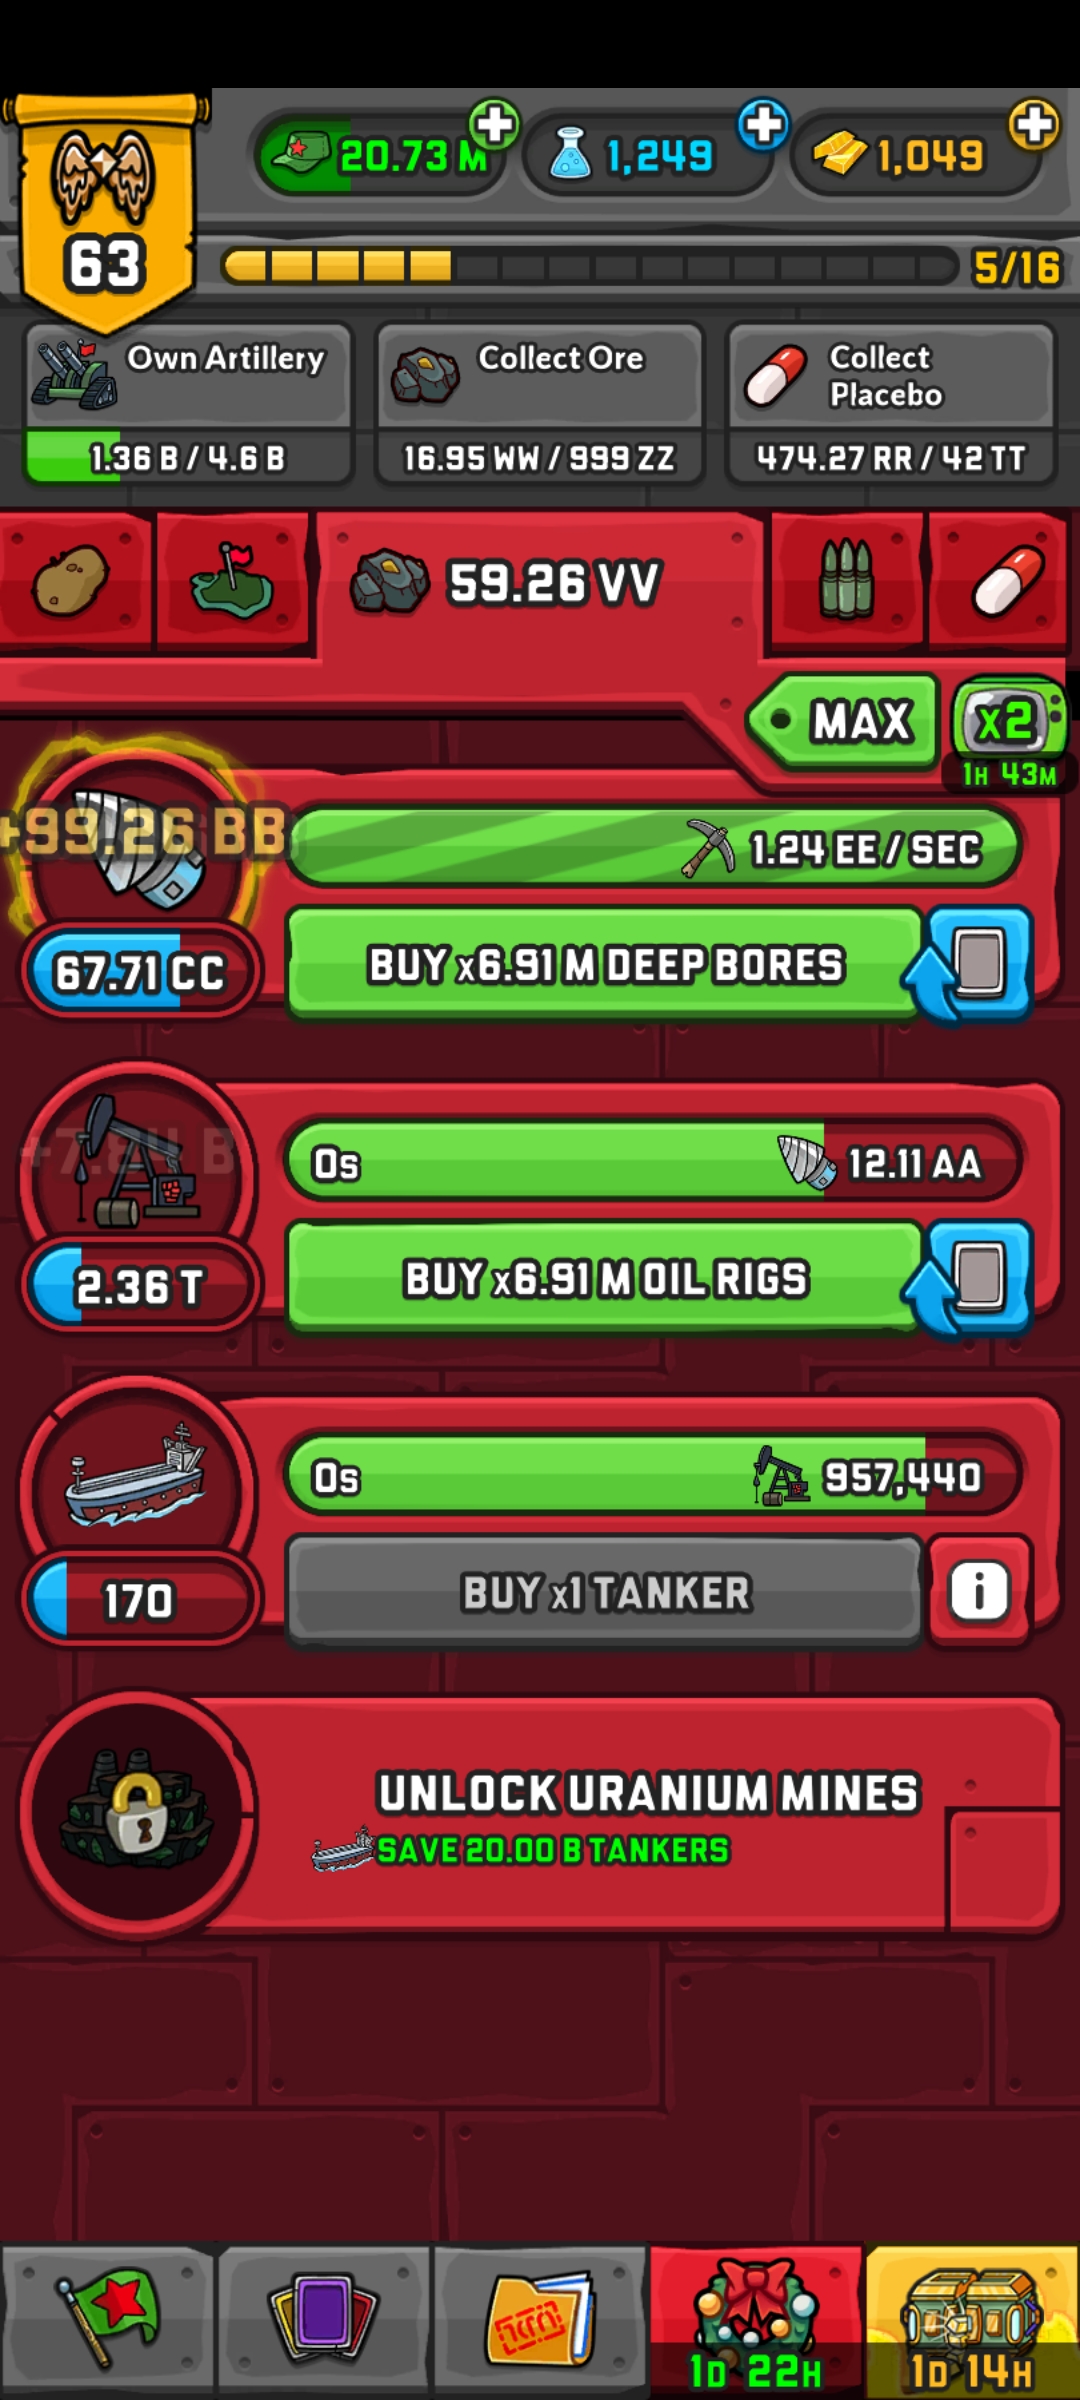 20.73 M
1,249
1,049
63
5/16
Own Artillery
1.36 B / 4.6 B
Collect Ore
16.95 WW / 999 ZZ
Collect
Placebo
474.27 RR / 42 TT
59.26 VV
MAX
x2
1H 43M
+99.26 BB
1.24 EE / SEC
67.71 CC
BUY x6.91 M DEEP BORES
0s
12.11 AA
2.36 T
BUY x6.91 M OIL RIGS
0s
957,440
170
BUY x1 TANKER
i
UNLOCK URANIUM MINES
SAVE 20.00 B TANKERS
1D 22H
1D 14H